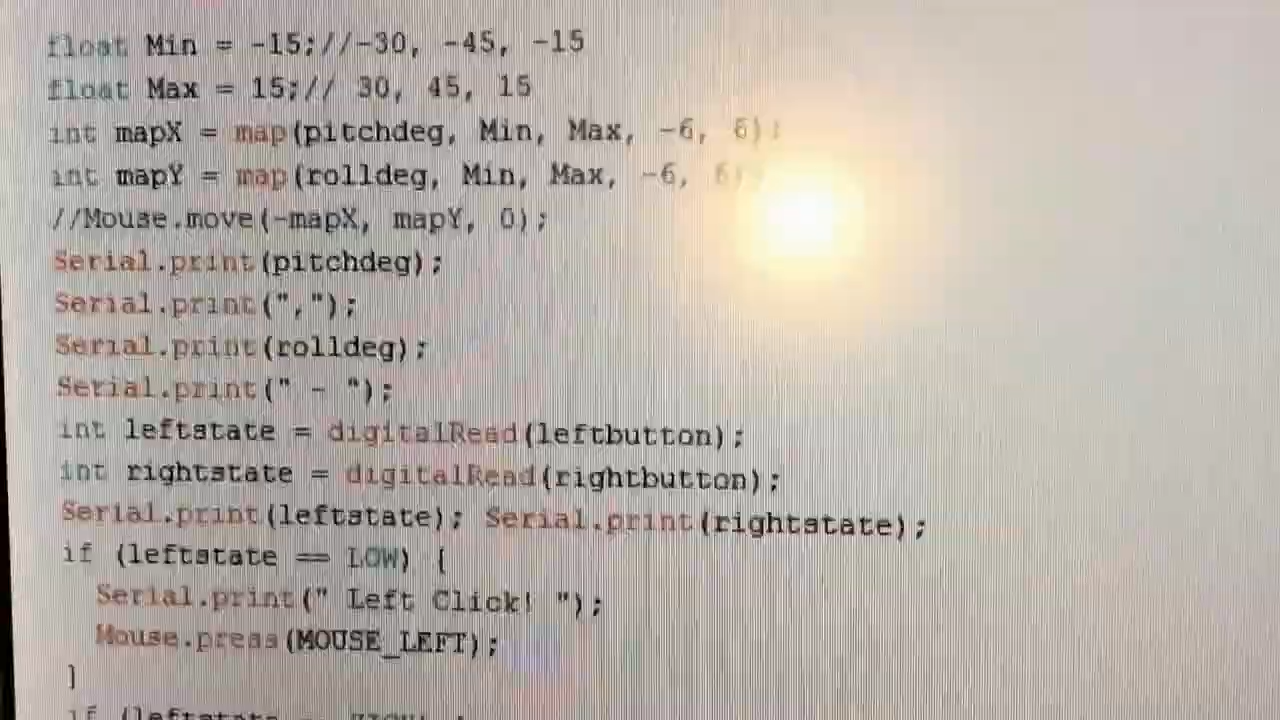 float Min = -15;//-30, -45, -15
float Max = 15;// 30, 45, 15
int mapX = map(pitchdeg, Min, Max, -6, 6);
int mapY = map(rolldeg, Min, Max, -6, 6)
//Mouse.move(-mapX, mapY, 0);
Serial.print(pitchdeg);
Serial.print(",");
Serial.print(rolldeg);
Serial.print(" - ");
int leftstate = digitalRead(leftbutton);
int rightstate = digitalRead(rightbutton);
Serial.print(leftstate); Serial.print(rightstate);
if (leftstate == LOW) {
Serial.print(" Left Click! ");
Mouse.press(MOUSE_LEFT);
}
if (leftstate